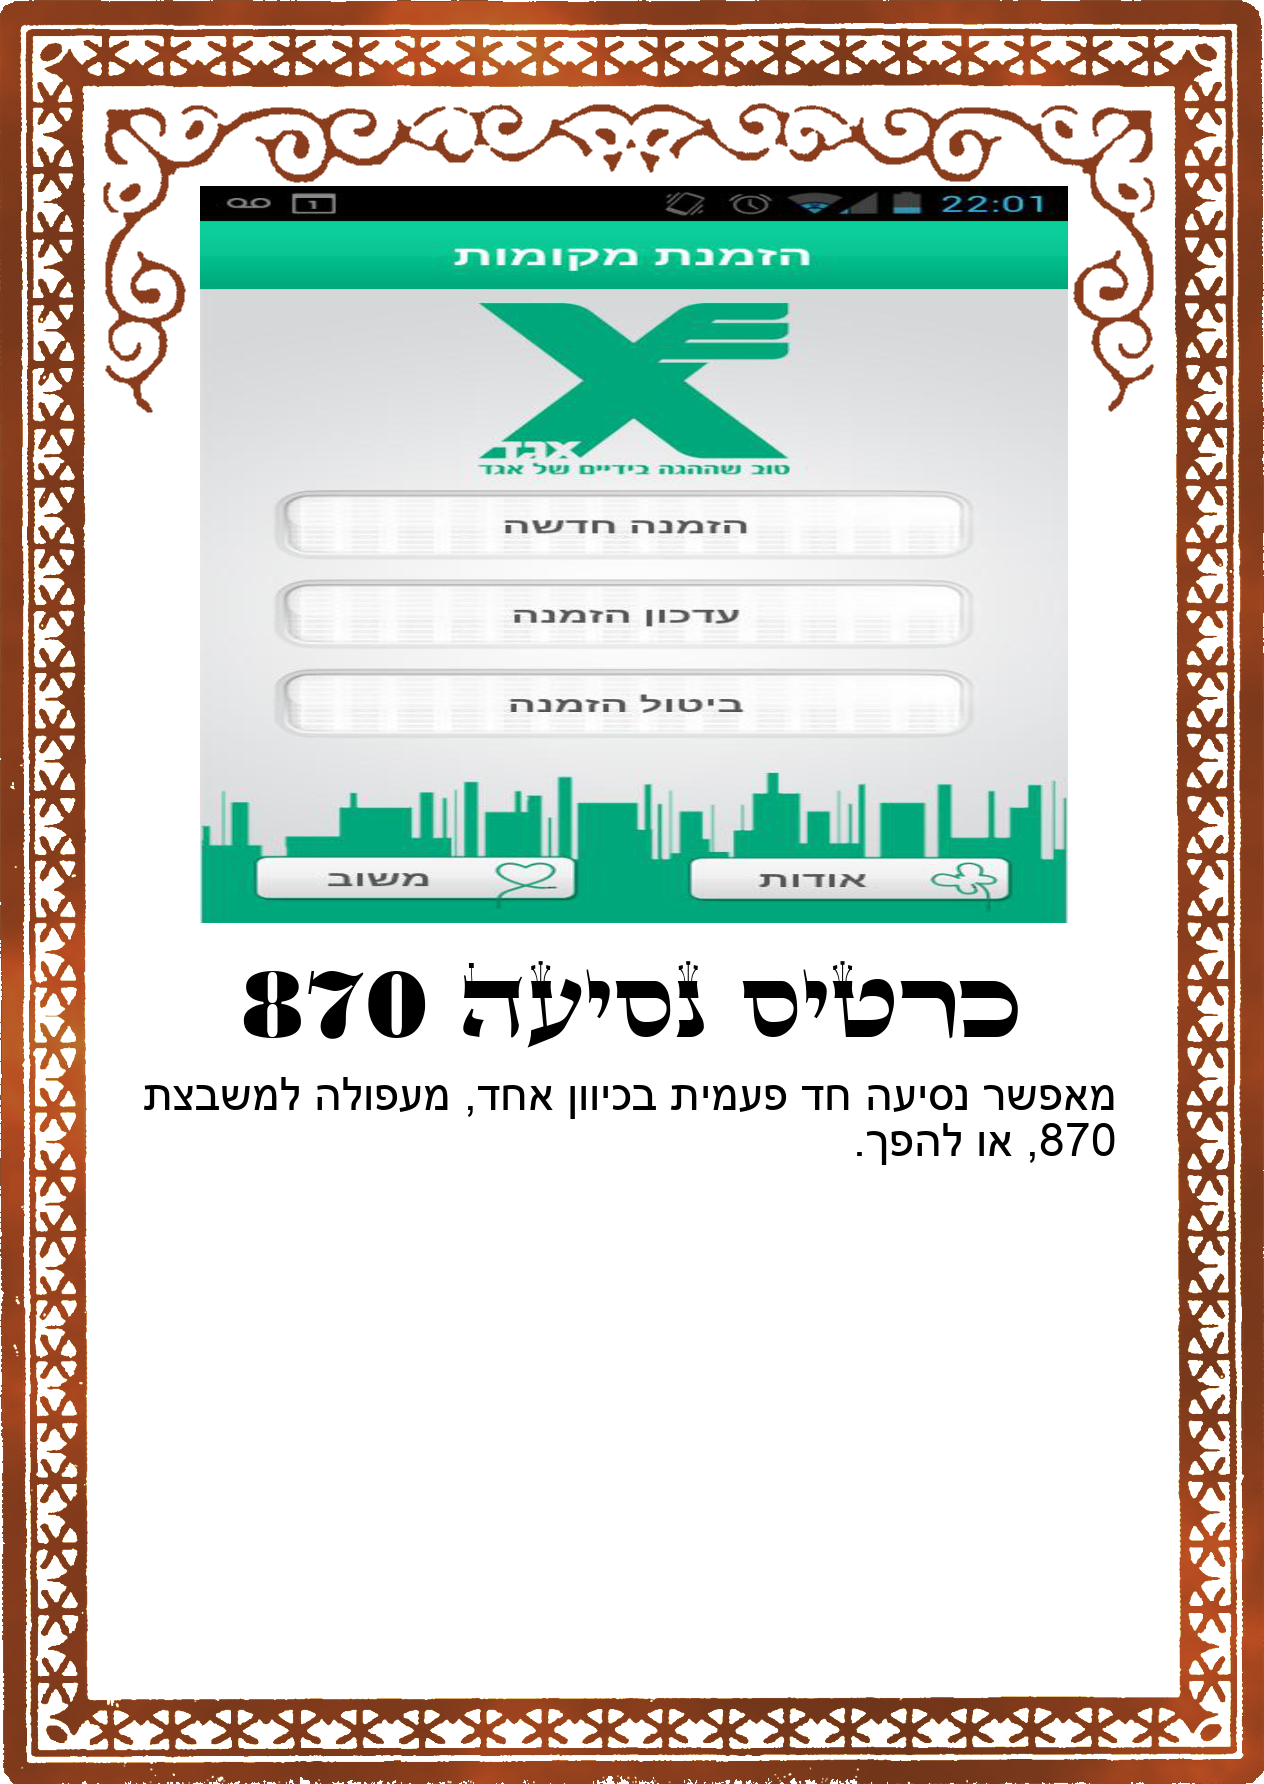 22:01
הזמנת מקומות
אגד
טוב שההגה בידיים של אגד
הזמנה חדשה
עדכון הזמנה
ביטול הזמנה
אודות
משוב
כרטיס נסיעה 870
מאפשר נסיעה חד פעמית בכיוון אחד, מעפולה למשבצת
870, או להפך.